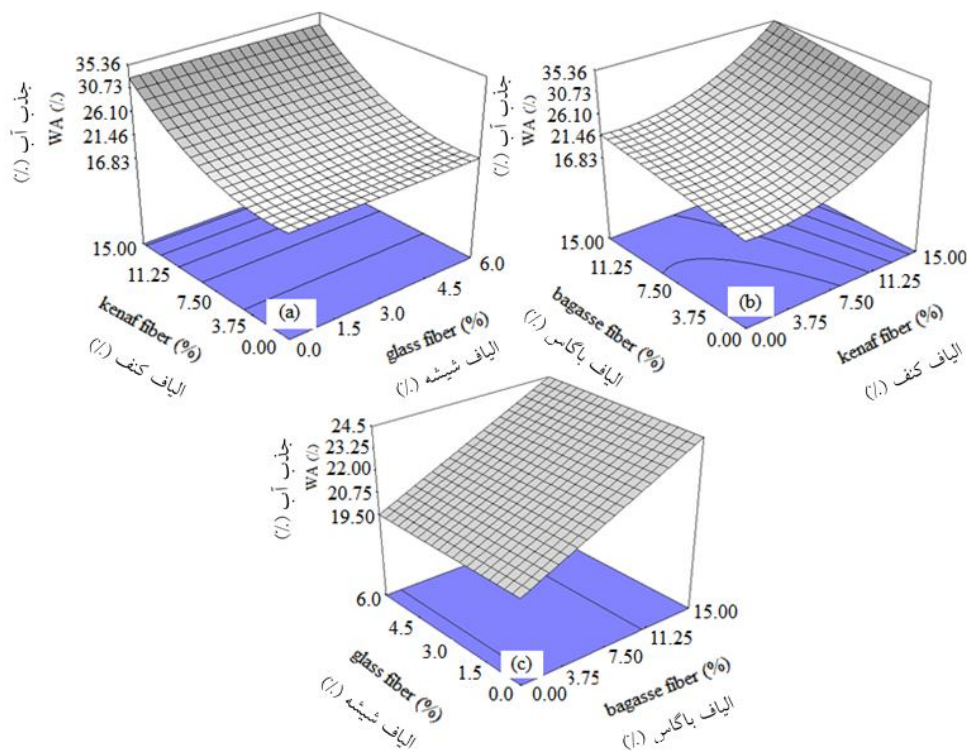 35.36
30.73
26.10
21.46
16.83
جذب آب (٪)
WA (٪)
15.00
11.25
7.50
3.75
0.00
kenaf fiber (%)
الیاف کنف (٪)
(a)
0.0
1.5
3.0
4.5
6.0
glass fiber (%)
الیاف شیشه (٪)
35.36
30.73
26.10
21.46
16.83
جذب آب (٪)
WA (٪)
15.00
11.25
7.50
3.75
0.00
bagasse fiber (%)
الیاف باگاس (٪)
(b)
0.00
3.75
7.50
11.25
15.00
kenaf fiber (%)
الیاف کنف (٪)
24.5
23.25
22.00
20.75
19.50
جذب آب (٪)
WA (٪)
6.0
4.5
3.0
1.5
0.0
glass fiber (%)
الیاف شیشه (٪)
(c)
0.00
3.75
7.50
11.25
15.00
bagasse fiber (%)
الیاف باگاس (٪)